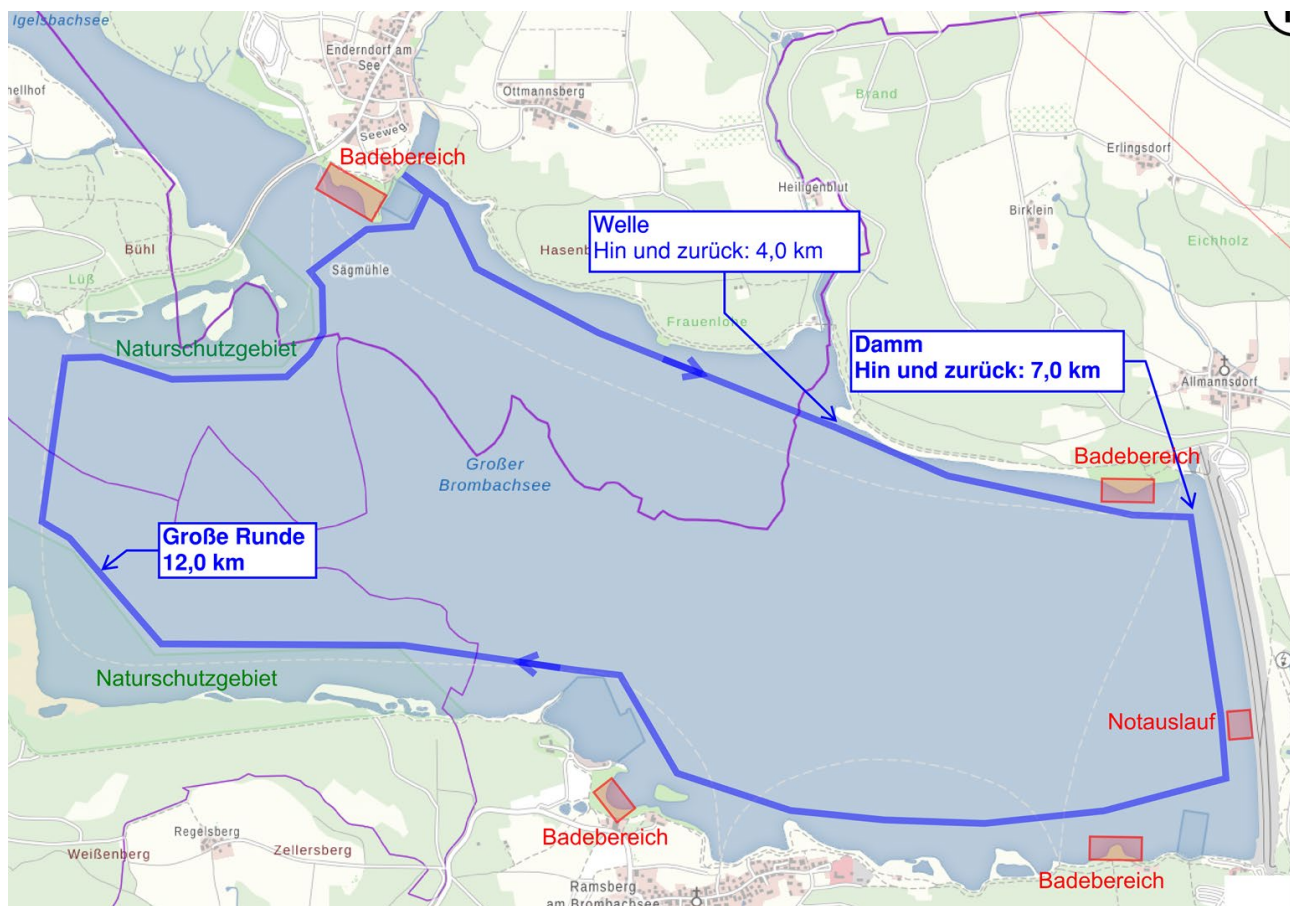 Igelsbachsee
Enderndorf am
See
Ottmannsberg
Seeweg
Badebereich
Brand
Erlingsdorf
Heiligenblut
Birklein
Eichholz
Welle
Hin und zurück: 4,0 km
Bühl
Lüß
Sägmühle
Frauenlohe
Naturschutzgebiet
Damm
Hin und zurück: 7,0 km
Allmannsdorf
Großer
Brombachsee
Badebereich
Große Runde
12,0 km
Naturschutzgebiet
Notauslauf
Regelsberg
Weißenberg
Zellersberg
Badebereich
Ramsberg
am Brombachsee
Badebereich